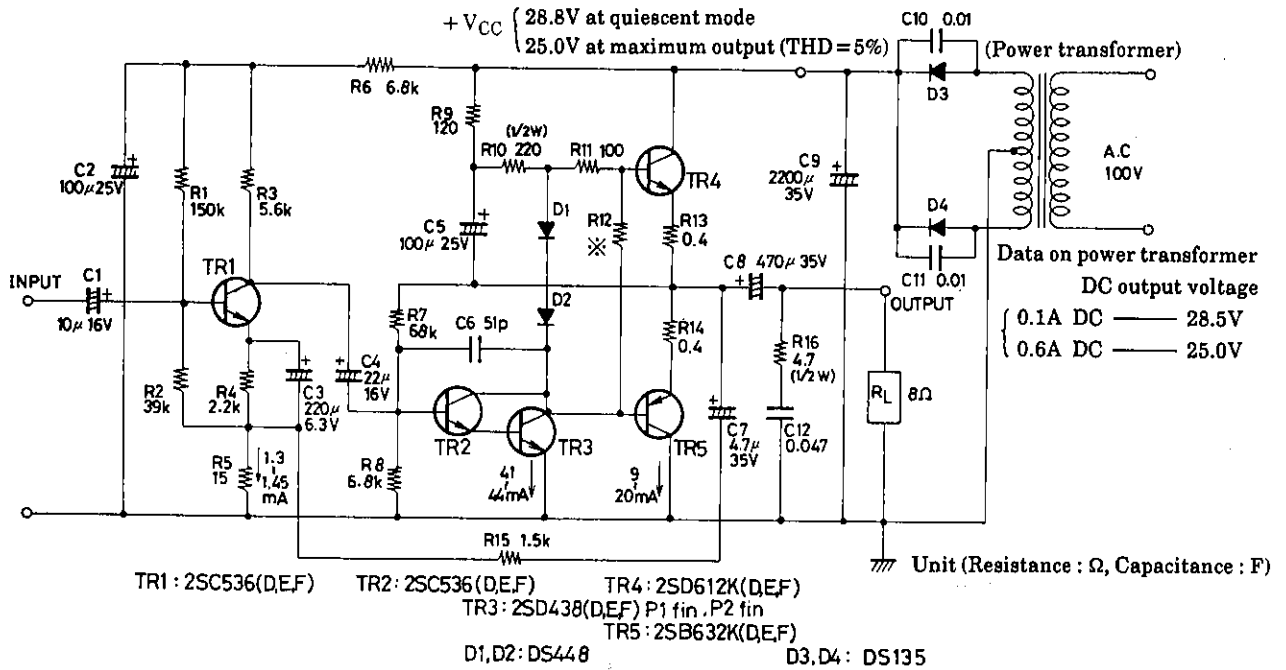 + VCC { 28.8V at quiescent mode
25.0V at maximum output (THD = 5%)
C10 0.01
(Power transformer)
R6 6.8k
D3
R9
120
(1/2W)
R10 220
R11 100
TR4
C2
100μ25V
R1
150k
R3
5.6k
C9
2200μ
35V
A.C
100V
D4
C11 0.01
C5
100μ 25V
D1
R12
※
R13
0.4
C8 470μ 35V
INPUT
C1
10μ 16V
TR1
D2
OUTPUT
Data on power transformer
DC output voltage
{ 0.1A DC —— 28.5V
0.6A DC —— 25.0V
R7
68k
C6 51p
R14
0.4
R16
4.7
(1/2W)
RL
8Ω
R2
39k
R4
2.2k
C3
220μ
6.3V
C4
22μ
16V
TR2
TR3
TR5
C7
4.7μ
35V
C12
0.047
R5
15
1.3
~
1.45
mA
R8
6.8k
41
~
44mA
9
~
20mA
R15 1.5k
Unit (Resistance : Ω, Capacitance : F)
TR1 : 2SC536(D,E,F) TR2 : 2SC536(D,E,F) TR4 : 2SD612K(D,E,F)
TR3 : 2SD438(D,E,F) P1 fin . P2 fin
TR5 : 2SB632K(D,E,F)
D1,D2 : DS448 D3,D4 : DS135